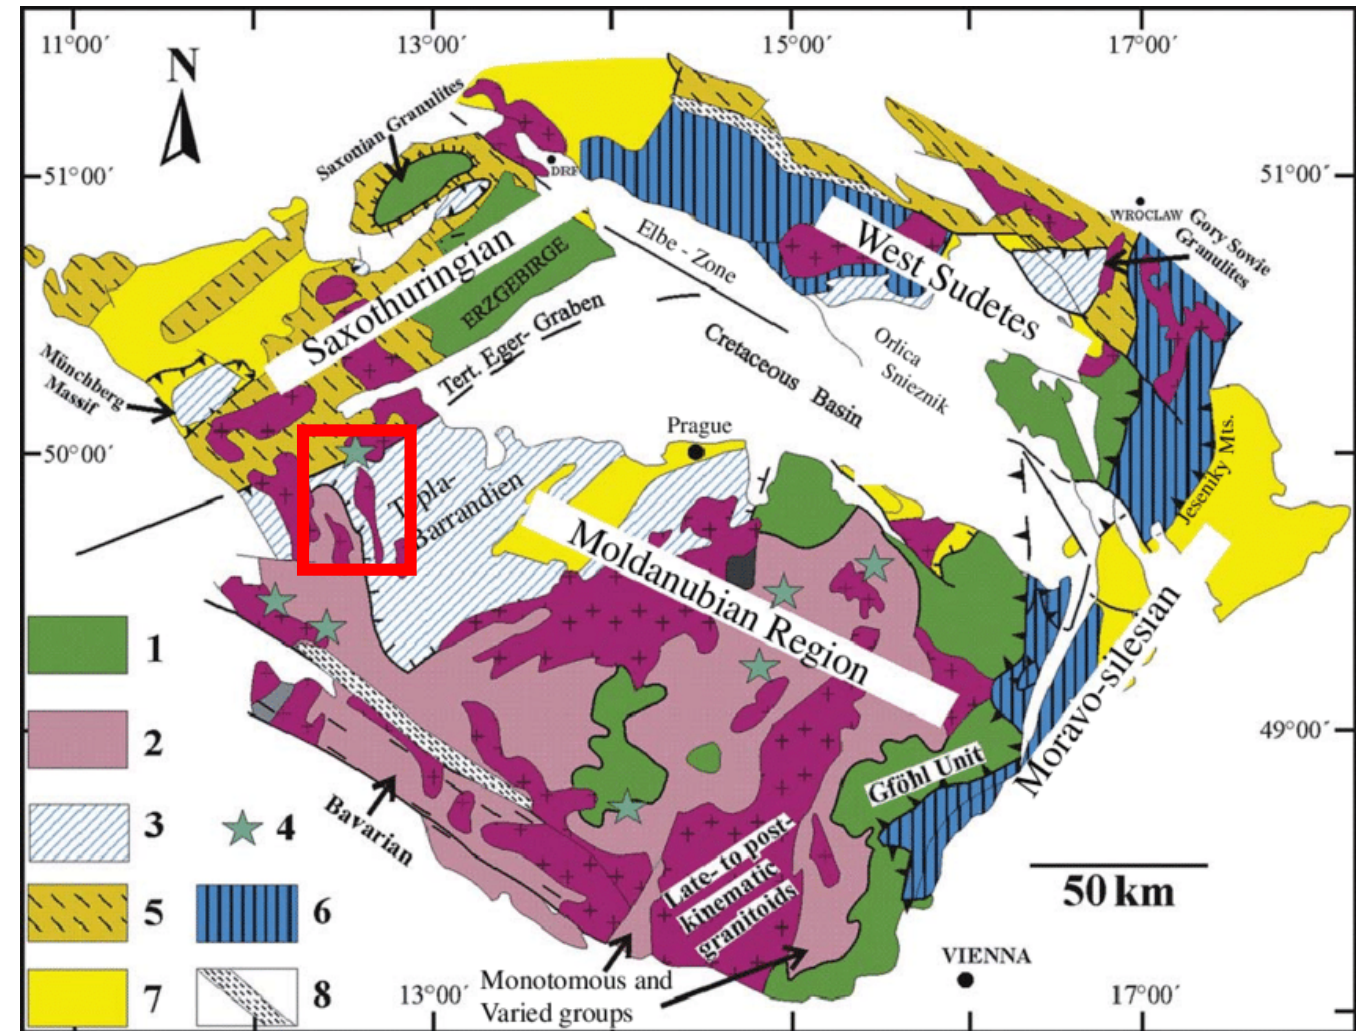 11°00´ 13°00´ 15°00´ 17°00´
N
Saxonian Granulites
51°00´ 51°00´
WROCLAW
Gory Sowie
Granulites
Elbe - Zone
West Sudetes
Saxothuringian
ERZGEBIRGE
Tert. Eger- Graben
Cretaceous Basin
Orlica
Snieznik
Münchberg
Massif
Prague
50°00´
Jeseniky Mts.
Barrandien
Moldanubian Region
Moravo-silesian
49°00´
Gföhl Unit
Bavarian
Late- to post-
kinematic
granitoids
50 km
VIENNA
Monotomous and
Varied groups
13°00´ 17°00´
1
2
3 4
5 6
7 8